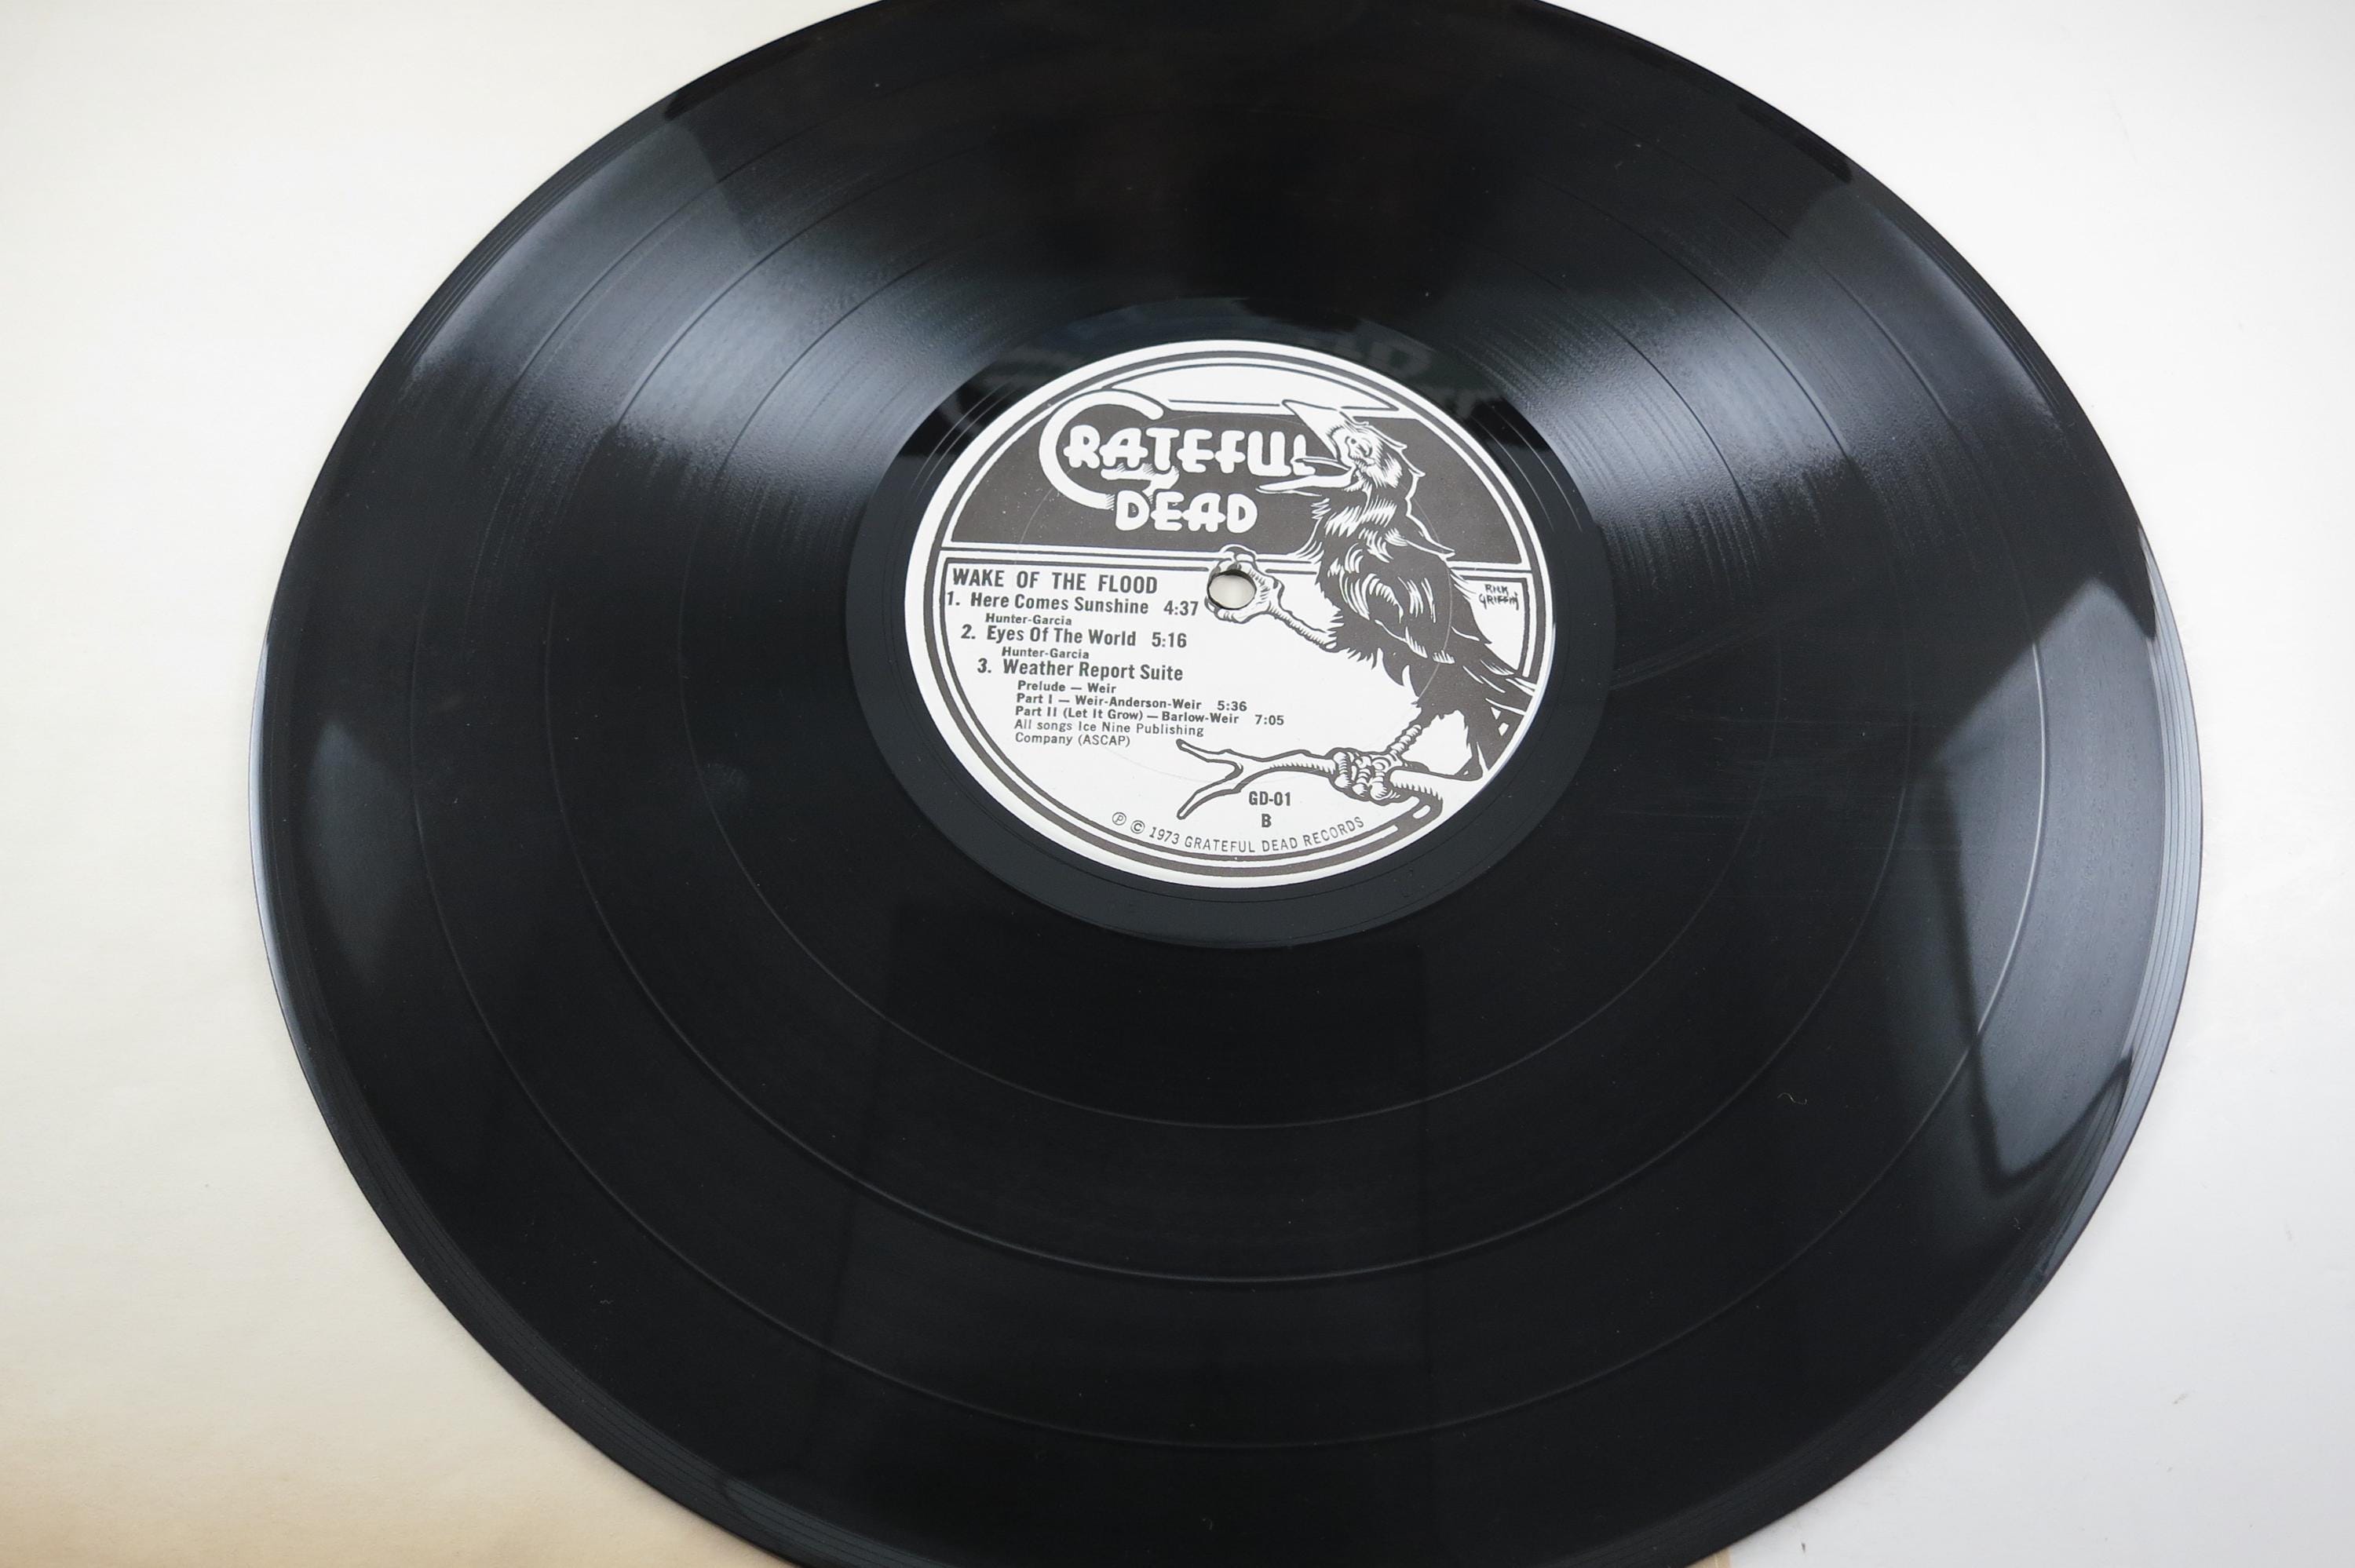 GRATEFUL
DEAD
RICK
GRIFFIN
WAKE OF THE FLOOD
1. Here Comes Sunshine 4:37
Hunter-Garcia
2. Eyes Of The World 5:16
Hunter-Garcia
3. Weather Report Suite
Prelude — Weir
Part I — Weir-Anderson-Weir 5:36
Part II (Let It Grow) — Barlow-Weir 7:05
All songs Ice Nine Publishing
Company (ASCAP)
GD-01
B
Ⓟ © 1973 GRATEFUL DEAD RECORDS